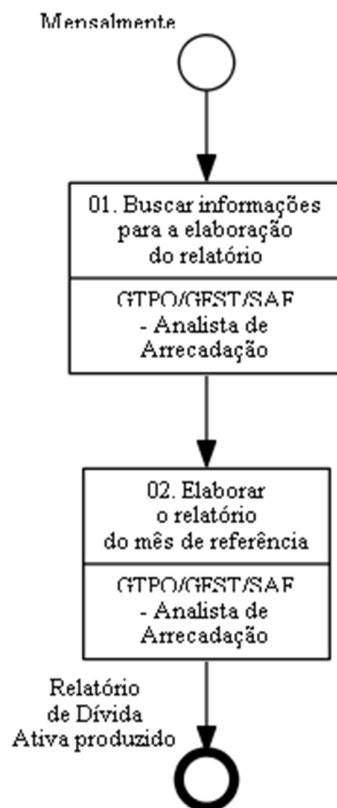 Mensalmente
01. Buscar informações
para a elaboração
do relatório
GTPO/GEST/SAF
- Analista de
Arrecadação
02. Elaborar
o relatório
do mês de referência
GTPO/GEST/SAF
- Analista de
Arrecadação
Relatório
de Dívida
Ativa produzido